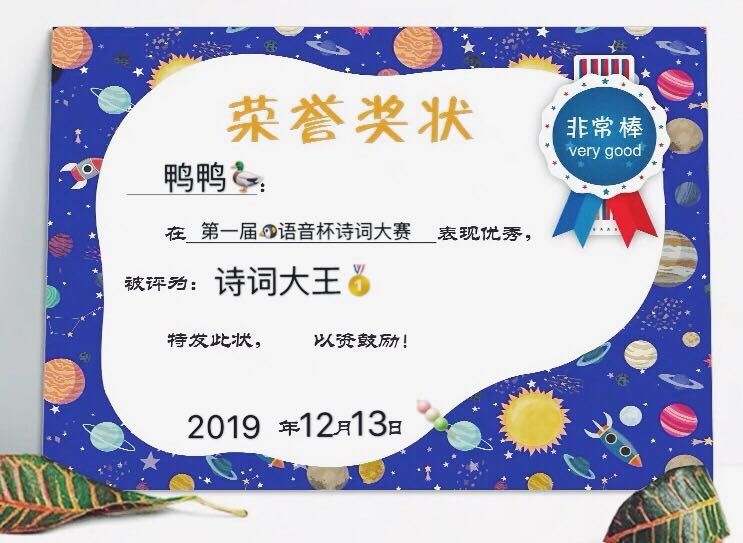 荣誉奖状
非常棒
very good
鸭鸭🦆:
在 第一届🐧语音杯诗词大赛 表现优秀,
被评为: 诗词大王🥇
特发此状, 以资鼓励!
2019 年12月13日🍡